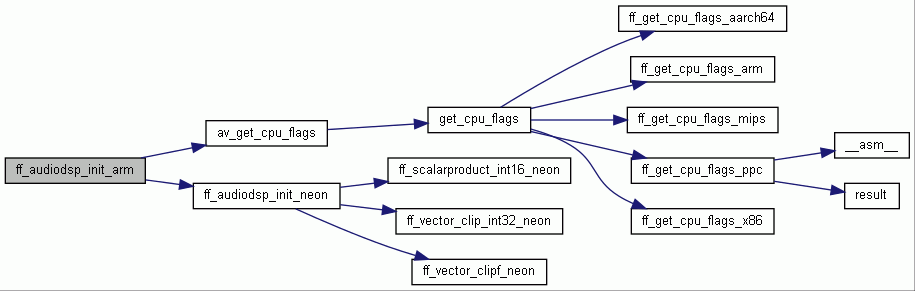 ff_get_cpu_flags_aarch64
ff_get_cpu_flags_arm
get_cpu_flags
ff_get_cpu_flags_mips
av_get_cpu_flags
__asm__
ff_audiodsp_init_arm
ff_scalarproduct_int16_neon
ff_get_cpu_flags_ppc
ff_audiodsp_init_neon
result
ff_vector_clip_int32_neon
ff_get_cpu_flags_x86
ff_vector_clipf_neon